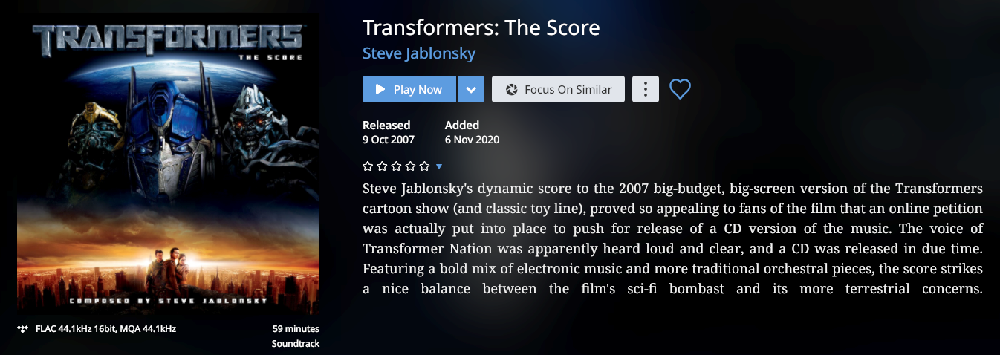 TRANSFORMERS
THE SCORE
COMPOSED BY STEVE JABLONSKY
FLAC 44.1kHz 16bit, MQA 44.1kHz
59 minutes
Soundtrack
Transformers: The Score
Steve Jablonsky
Play Now
Focus On Similar
Released
Added
9 Oct 2007
6 Nov 2020
Steve Jablonsky's dynamic score to the 2007 big-budget, big-screen version of the Transformers
cartoon show (and classic toy line), proved so appealing to fans of the film that an online petition
was actually put into place to push for release of a CD version of the music. The voice of
Transformer Nation was apparently heard loud and clear, and a CD was released in due time.
Featuring a bold mix of electronic music and more traditional orchestral pieces, the score strikes
a nice balance between the film's sci-fi bombast and its more terrestrial concerns.